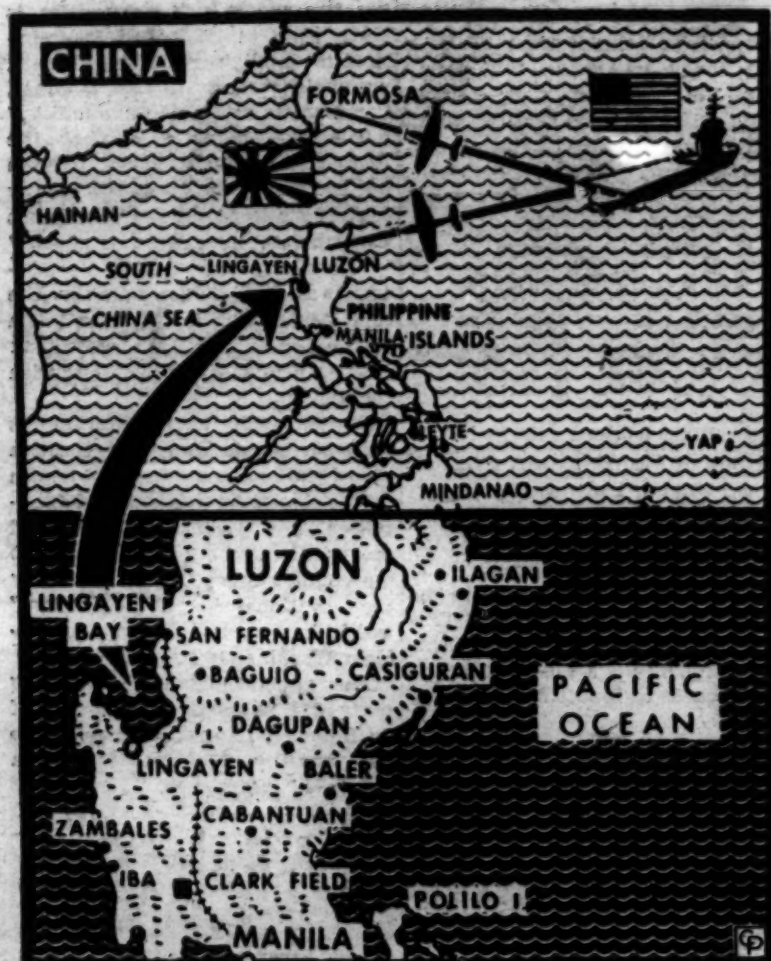 CHINA
FORMOSA
HAINAN
SOUTH
CHINA SEA
LINGAYEN
LUZON
PHILIPPINE
MANILA ISLANDS
LEYTE
YAP
MINDANAO
LUZON
ILAGAN
LINGAYEN
BAY
SAN FERNANDO
BAGUIO
CASIGURAN
PACIFIC
OCEAN
DAGUPAN
LINGAYEN
BALER
CABANTUAN
ZAMBALES
IBA
CLARK FIELD
POLILO I.
MANILA
CP